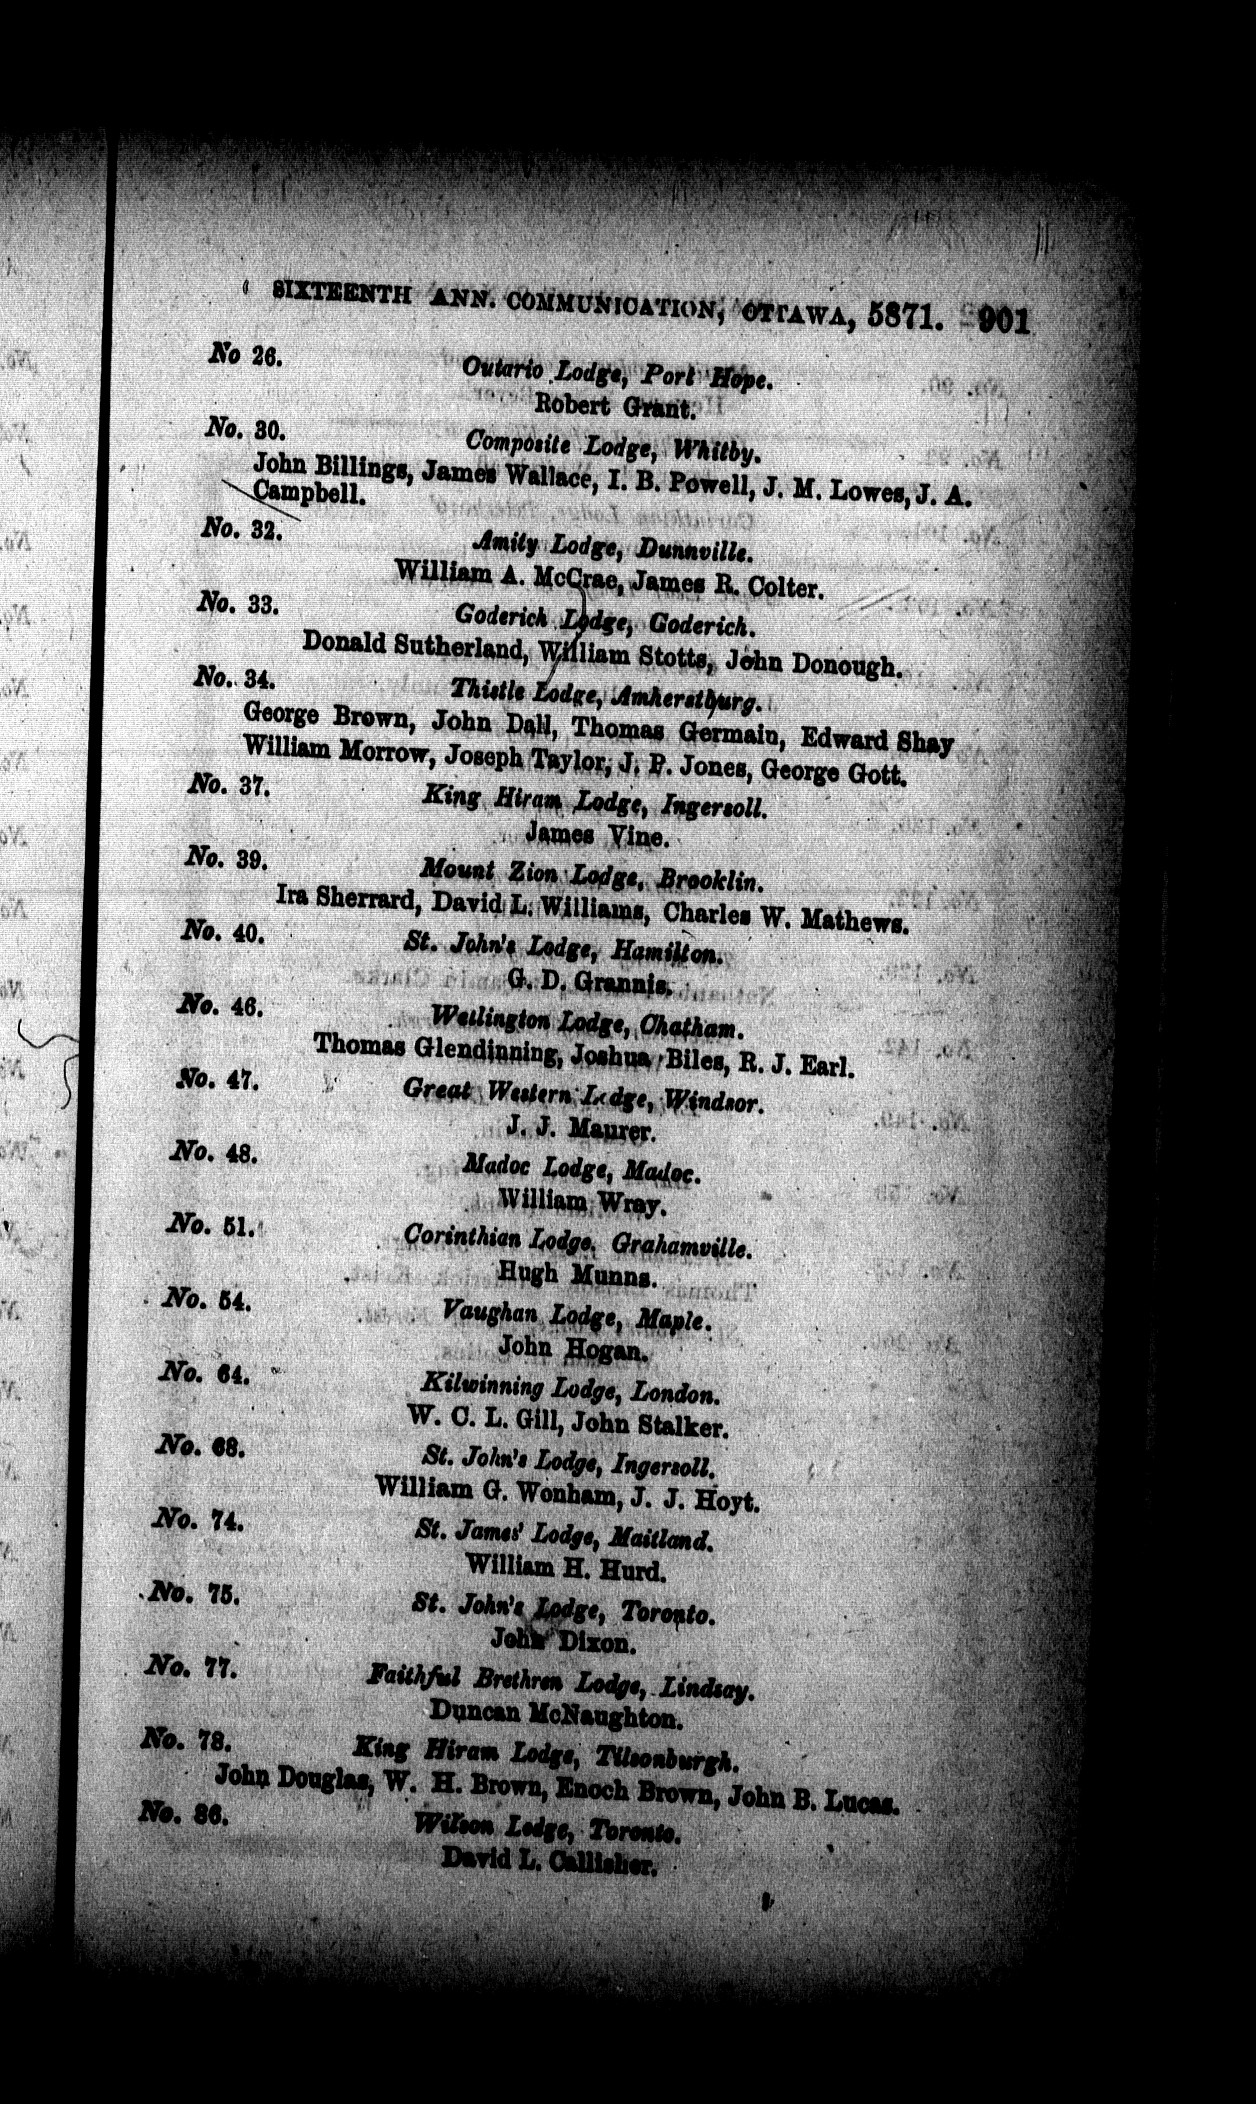 SIXTEENTH ANN. COMMUNICATION, OTTAWA, 5871. 901
No 26. Ontario Lodge, Port Hope.
Robert Grant.
No. 30. Composite Lodge, Whitby.
John Billings, James Wallace, I. B. Powell, J. M. Lowes, J. A.
Campbell.
No. 32. Amity Lodge, Dunnville.
William A. McCrae, James R. Colter.
No. 33. Goderich Lodge, Goderich.
Donald Sutherland, William Stotts, John Donough.
No. 34. Thistle Lodge, Amherstburg.
George Brown, John Dall, Thomas Germain, Edward Shay
William Morrow, Joseph Taylor, J. P. Jones, George Gott.
No. 37. King Hiram Lodge, Ingersoll.
James Vine.
No. 39. Mount Zion Lodge, Brooklin.
Ira Sherrard, David L. Williams, Charles W. Mathews.
No. 40. St. John's Lodge, Hamilton.
G. D. Grannis.
No. 46. Wellington Lodge, Chatham.
Thomas Glendinning, Joshua Biles, R. J. Earl.
No. 47. Great Western Lodge, Windsor.
J. J. Maurer.
No. 48. Madoc Lodge, Madoc.
William Wray.
No. 51. Corinthian Lodge, Grahamville.
Hugh Munns.
No. 54. Vaughan Lodge, Maple.
John Hogan.
No. 64. Kilwinning Lodge, London.
W. C. L. Gill, John Stalker.
No. 68. St. John's Lodge, Ingersoll.
William G. Wonham, J. J. Hoyt.
No. 74. St. James' Lodge, Maitland.
William H. Hurd.
No. 75. St. John's Lodge, Toronto.
John Dixon.
No. 77. Faithful Brethren Lodge, Lindsay.
Duncan McNaughton.
No. 78. King Hiram Lodge, Tilsonburgh.
John Douglas, W. H. Brown, Enoch Brown, John B. Lucas.
No. 86. Wilson Lodge, Toronto.
David L. Callisher.